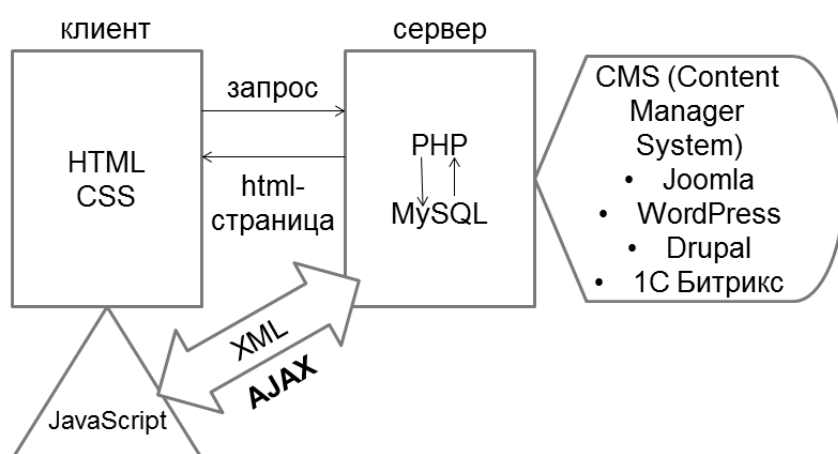 клиент
сервер
запрос
html-
страница
HTML
CSS
PHP
MySQL
CMS (Content
Manager
System)
• Joomla
• WordPress
• Drupal
• 1С Битрикс
XML
AJAX
JavaScript